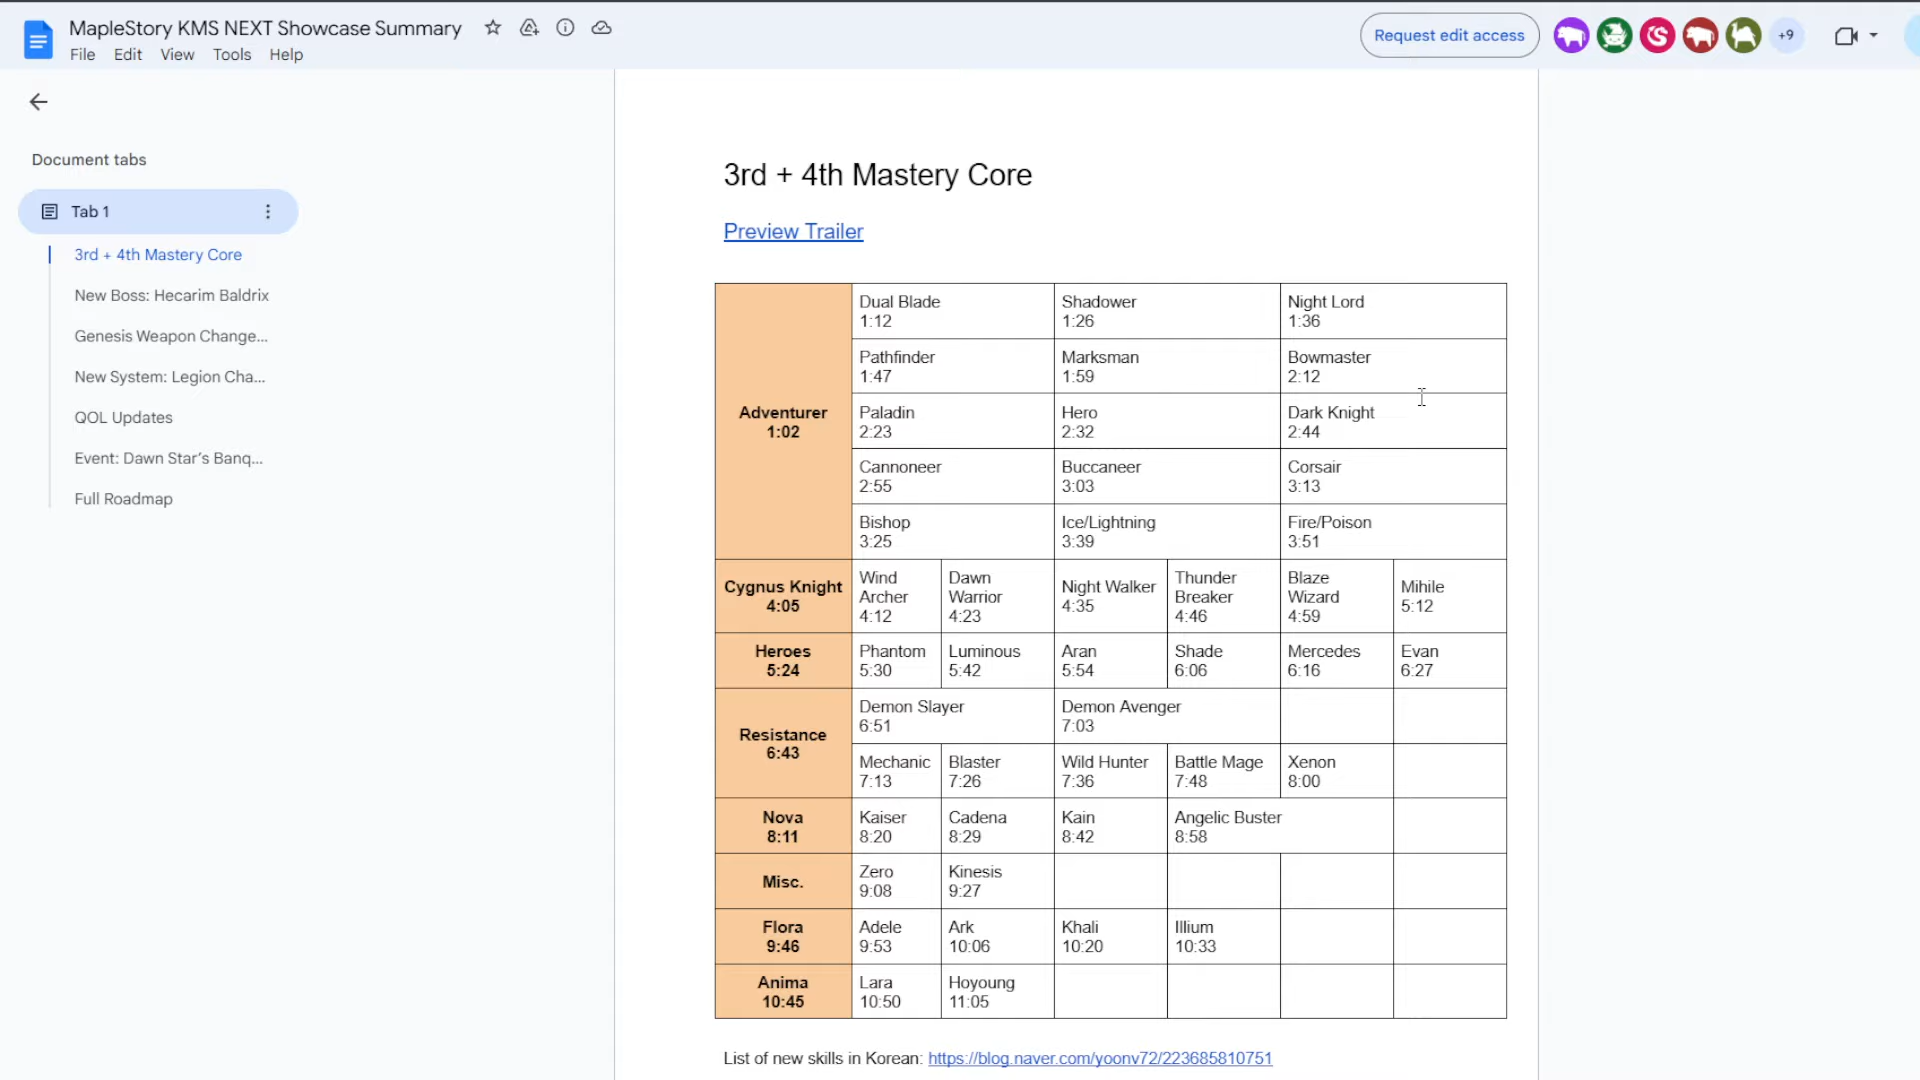 MapleStory KMS NEXT Showcase Summary
File Edit View Tools Help
Request edit access
+9
Document tabs
Tab 1
3rd + 4th Mastery Core
New Boss: Hecarim Baldrix
Genesis Weapon Change...
New System: Legion Cha...
QOL Updates
Event: Dawn Star's Banq...
Full Roadmap
3rd + 4th Mastery Core
Preview Trailer
Adventurer
1:02
Dual Blade
1:12
Shadower
1:26
Night Lord
1:36
Pathfinder
1:47
Marksman
1:59
Bowmaster
2:12
Paladin
2:23
Hero
2:32
Dark Knight
2:44
Cannoneer
2:55
Buccaneer
3:03
Corsair
3:13
Bishop
3:25
Ice/Lightning
3:39
Fire/Poison
3:51
Cygnus Knight
4:05
Wind
Archer
4:12
Dawn
Warrior
4:23
Night Walker
4:35
Thunder
Breaker
4:46
Blaze
Wizard
4:59
Mihile
5:12
Heroes
5:24
Phantom
5:30
Luminous
5:42
Aran
5:54
Shade
6:06
Mercedes
6:16
Evan
6:27
Resistance
6:43
Demon Slayer
6:51
Demon Avenger
7:03
Mechanic
7:13
Blaster
7:26
Wild Hunter
7:36
Battle Mage
7:48
Xenon
8:00
Nova
8:11
Kaiser
8:20
Cadena
8:29
Kain
8:42
Angelic Buster
8:58
Misc.
Zero
9:08
Kinesis
9:27
Flora
9:46
Adele
9:53
Ark
10:06
Khali
10:20
Illium
10:33
Anima
10:45
Lara
10:50
Hoyoung
11:05
List of new skills in Korean: https://blog.naver.com/yoonv72/223685810751